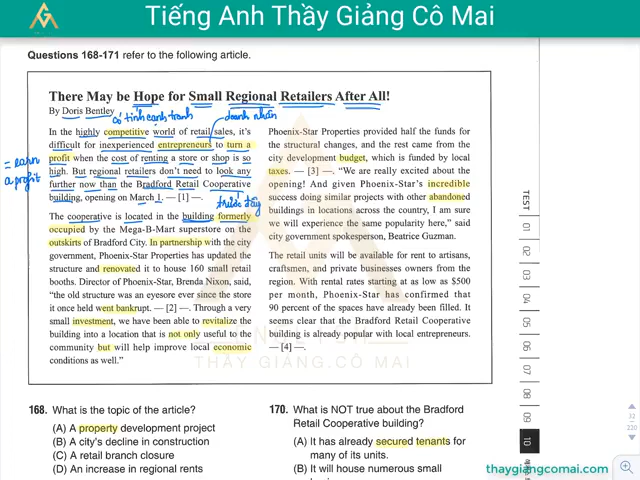 Tiếng Anh Thầy Giảng Cô Mai
Questions 168-171 refer to the following article.
There May be Hope for Small Regional Retailers After All!
By Doris Bentley
có tính cạnh tranh
doanh nhân
In the highly competitive world of retail sales, it's
difficult for inexperienced entrepreneurs to turn a
profit when the cost of renting a store or shop is so
high. But regional retailers don't need to look any
further now than the Bradford Retail Cooperative
building, opening on March 1. — [1] —.
= earn
a profit
trước đây
The cooperative is located in the building formerly
occupied by the Mega-B-Mart superstore on the
outskirts of Bradford City. In partnership with the city
government, Phoenix-Star Properties has updated the
structure and renovated it to house 160 small retail
booths. Director of Phoenix-Star, Brenda Nixon, said,
"the old structure was an eyesore ever since the store
it once held went bankrupt. — [2] —. Through a very
small investment, we have been able to revitalize the
building into a location that is not only useful to the
community but will help improve local economic
conditions as well."
Phoenix-Star Properties provided half the funds for
the structural changes, and the rest came from the
city development budget, which is funded by local
taxes. — [3] —. "We are really excited about the
opening! And given Phoenix-Star's incredible
success doing similar projects with other abandoned
buildings in locations across the country, I am sure
we will experience the same popularity here," said
city government spokesperson, Beatrice Guzman.
The retail units will be available for rent to artisans,
craftsmen, and private businesses owners from the
region. With rental rates starting at as low as $500
per month, Phoenix-Star has confirmed that
90 percent of the spaces have already been filled. It
seems clear that the Bradford Retail Cooperative
building is already popular with local entrepreneurs.
— [4] —.
THẦY GIẢNG CÔ MAI
168. What is the topic of the article?
(A) A property development project
(B) A city's decline in construction
(C) A retail branch closure
(D) An increase in regional rents
170. What is NOT true about the Bradford
Retail Cooperative building?
(A) It has already secured tenants for
many of its units.
(B) It will house numerous small
TEST
01
02
03
04
05
06
07
08
09
10
32
220
thaygiangcomai.com